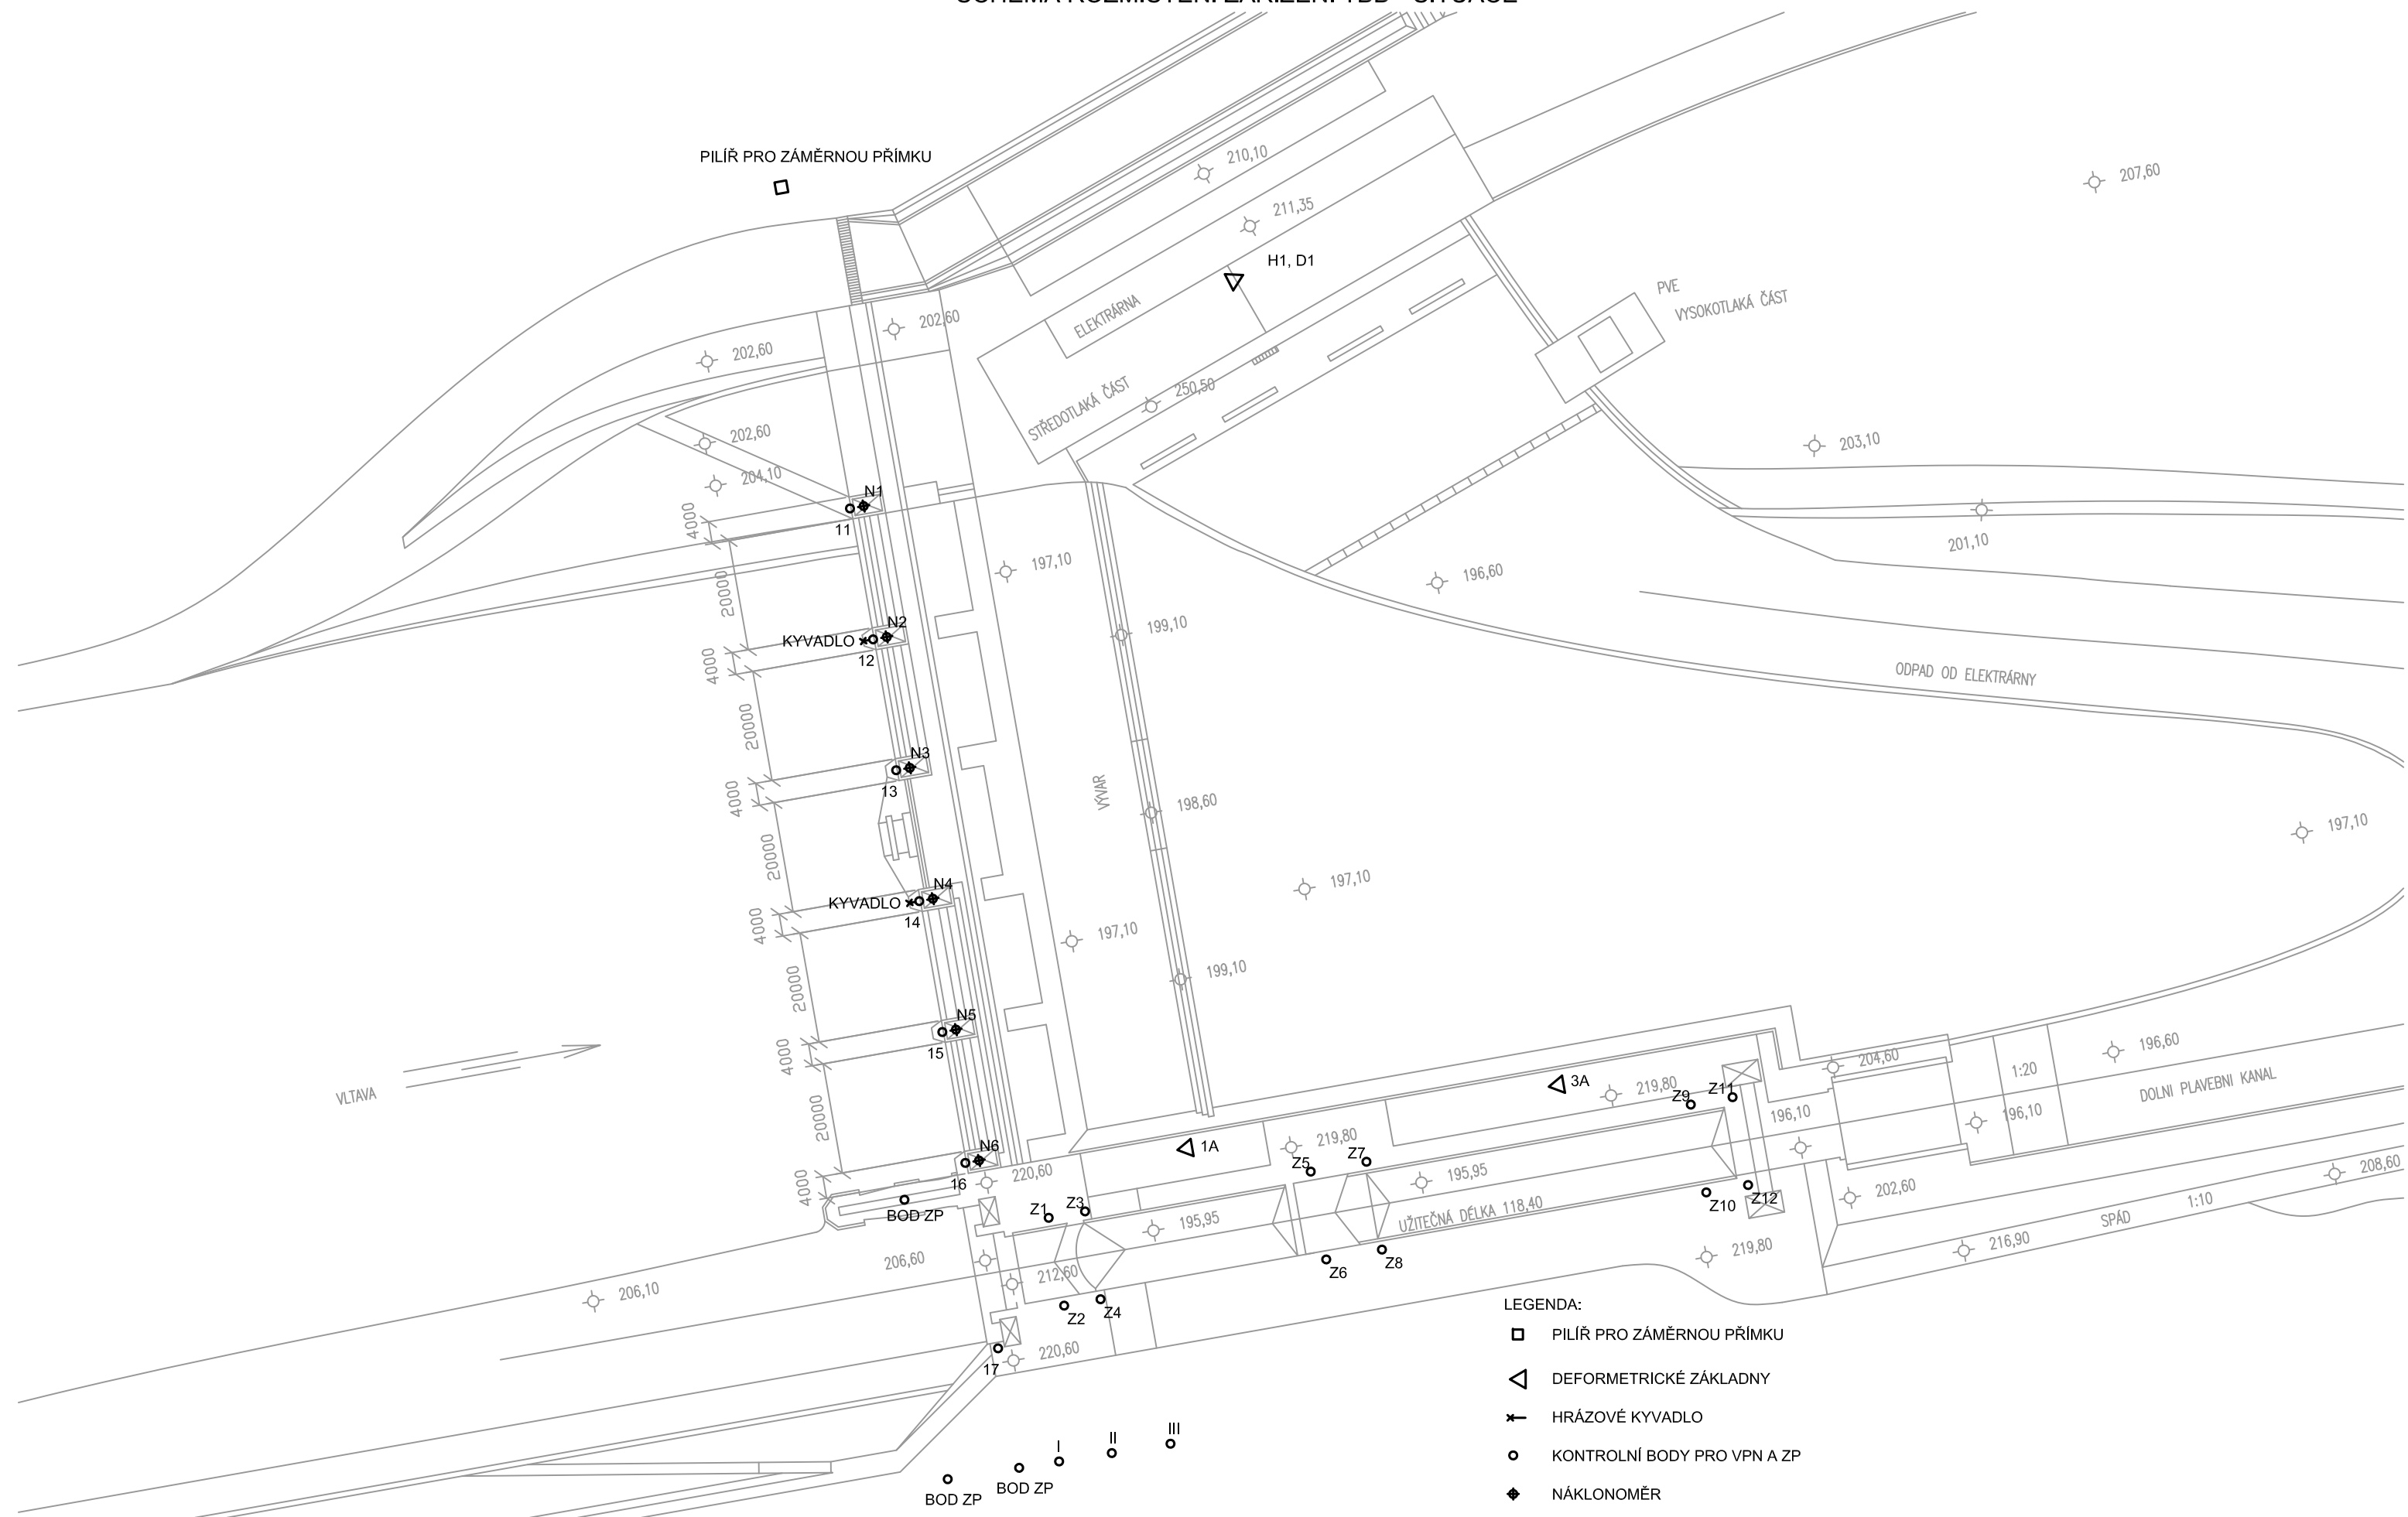 PILÍŘ PRO ZÁMĚRNOU PŘÍMKU
210,10
207,60
211,35
H1, D1
PVE
VYSOKOTLAKÁ ČÁST
ELEKTRÁRNA
202,60
202,60
STŘEDOTLAKÁ ČÁST
250,50
202,60
203,10
204,10
N1
11
4000
201,10
197,10
196,60
20000
N2
KYVADLO
12
199,10
4000
ODPAD OD ELEKTRÁRNY
20000
N3
13
4000
VÝVAR
198,60
197,10
20000
N4
KYVADLO
14
197,10
4000
197,10
20000
199,10
N5
15
4000
VLTAVA
20000
N6
16
4000
3A
219,80
Z9
Z11
204,60
1:20
196,60
DOLNI PLAVEBNI KANAL
196,10
196,10
1A
219,80
Z5
Z7
195,95
220,60
BOD ZP
Z1
Z3
195,95
UŽITEČNÁ DÉLKA 118,40
Z10
Z12
202,60
208,60
SPÁD
1:10
216,90
219,80
206,60
212,60
206,10
Z6
Z8
Z2
Z4
220,60
17
I
II
III
BOD ZP
BOD ZP
LEGENDA:
PILÍŘ PRO ZÁMĚRNOU PŘÍMKU
DEFORMETRICKÉ ZÁKLADNY
HRÁZOVÉ KYVADLO
KONTROLNÍ BODY PRO VPN A ZP
NÁKLONOMĚR